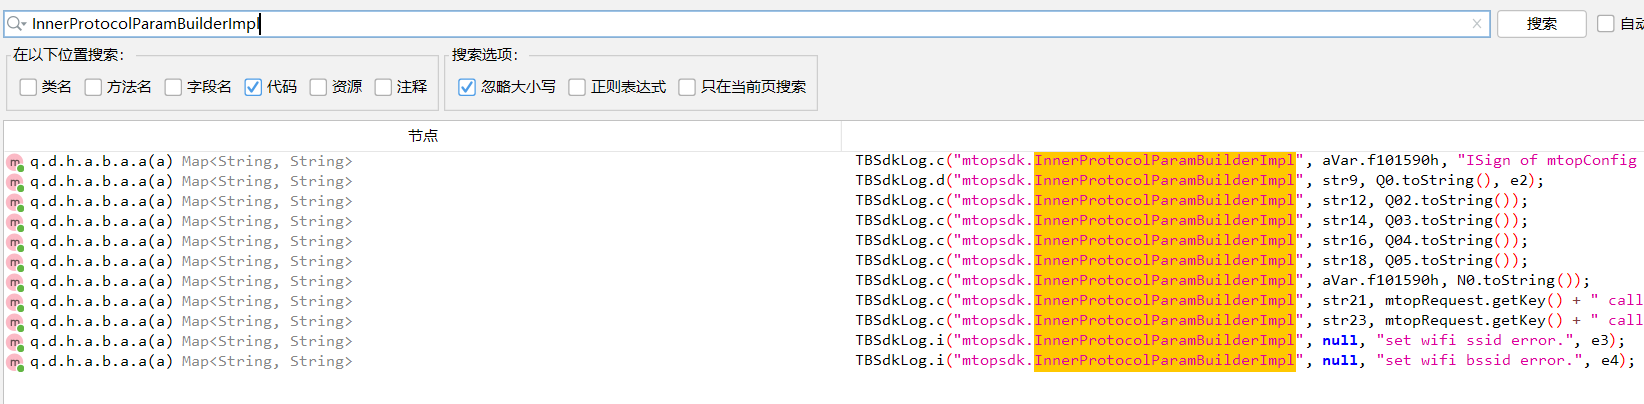 InnerProtocolParamBuilderImpl
搜索
自动
在以下位置搜索:
搜索选项:
类名 方法名 字段名 代码 资源 注释
忽略大小写 正则表达式 只在当前页搜索
节点
q.d.h.a.b.a.a(a) Map<String, String> TBSdkLog.c("mtopsdk.InnerProtocolParamBuilderImpl", aVar.f101590h, "ISign of mtopConfig
q.d.h.a.b.a.a(a) Map<String, String> TBSdkLog.d("mtopsdk.InnerProtocolParamBuilderImpl", str9, Q0.toString(), e2);
q.d.h.a.b.a.a(a) Map<String, String> TBSdkLog.c("mtopsdk.InnerProtocolParamBuilderImpl", str12, Q02.toString());
q.d.h.a.b.a.a(a) Map<String, String> TBSdkLog.c("mtopsdk.InnerProtocolParamBuilderImpl", str14, Q03.toString());
q.d.h.a.b.a.a(a) Map<String, String> TBSdkLog.c("mtopsdk.InnerProtocolParamBuilderImpl", str16, Q04.toString());
q.d.h.a.b.a.a(a) Map<String, String> TBSdkLog.c("mtopsdk.InnerProtocolParamBuilderImpl", str18, Q05.toString());
q.d.h.a.b.a.a(a) Map<String, String> TBSdkLog.c("mtopsdk.InnerProtocolParamBuilderImpl", aVar.f101590h, N0.toString());
q.d.h.a.b.a.a(a) Map<String, String> TBSdkLog.c("mtopsdk.InnerProtocolParamBuilderImpl", str21, mtopRequest.getKey() + " call
q.d.h.a.b.a.a(a) Map<String, String> TBSdkLog.c("mtopsdk.InnerProtocolParamBuilderImpl", str23, mtopRequest.getKey() + " call
q.d.h.a.b.a.a(a) Map<String, String> TBSdkLog.i("mtopsdk.InnerProtocolParamBuilderImpl", null, "set wifi ssid error.", e3);
q.d.h.a.b.a.a(a) Map<String, String> TBSdkLog.i("mtopsdk.InnerProtocolParamBuilderImpl", null, "set wifi bssid error.", e4);